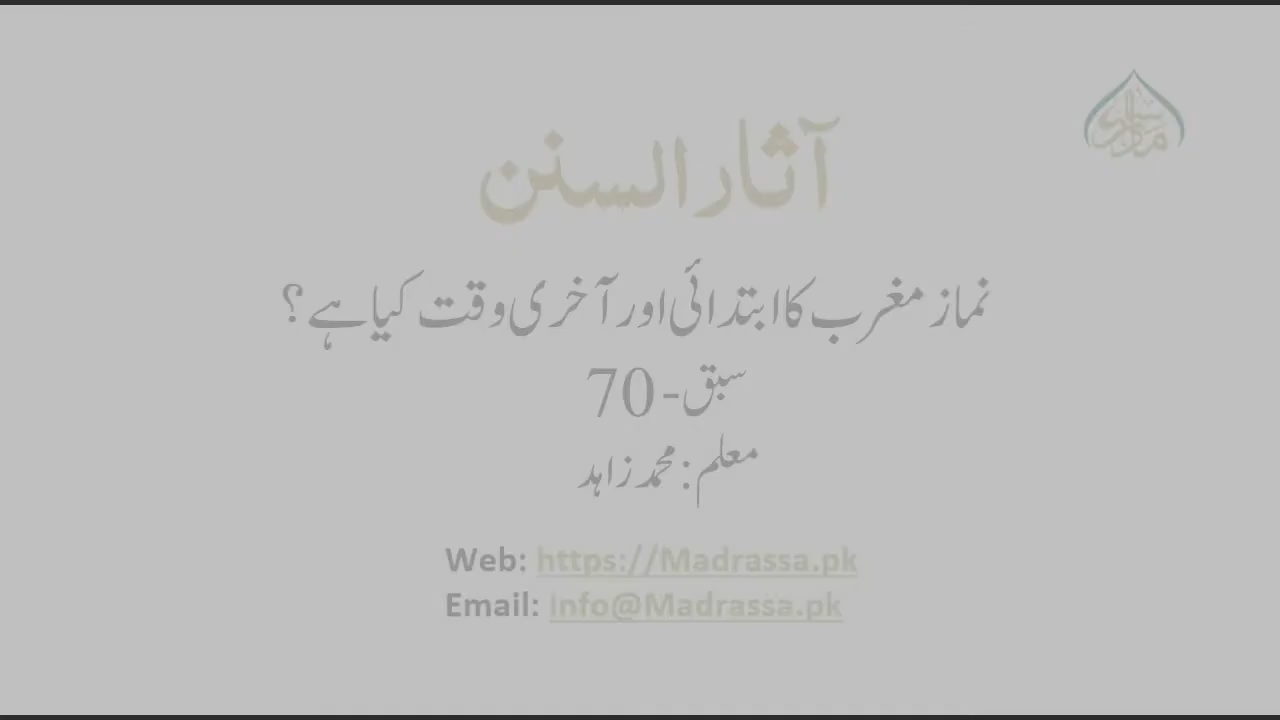 آثار السنن
نماز مغرب کا ابتدائی اور آخری وقت کیا ہے؟
سبق-70
معلم: محمد زاہد
Web: https://Madrassa.pk
Email: Info@Madrassa.pk